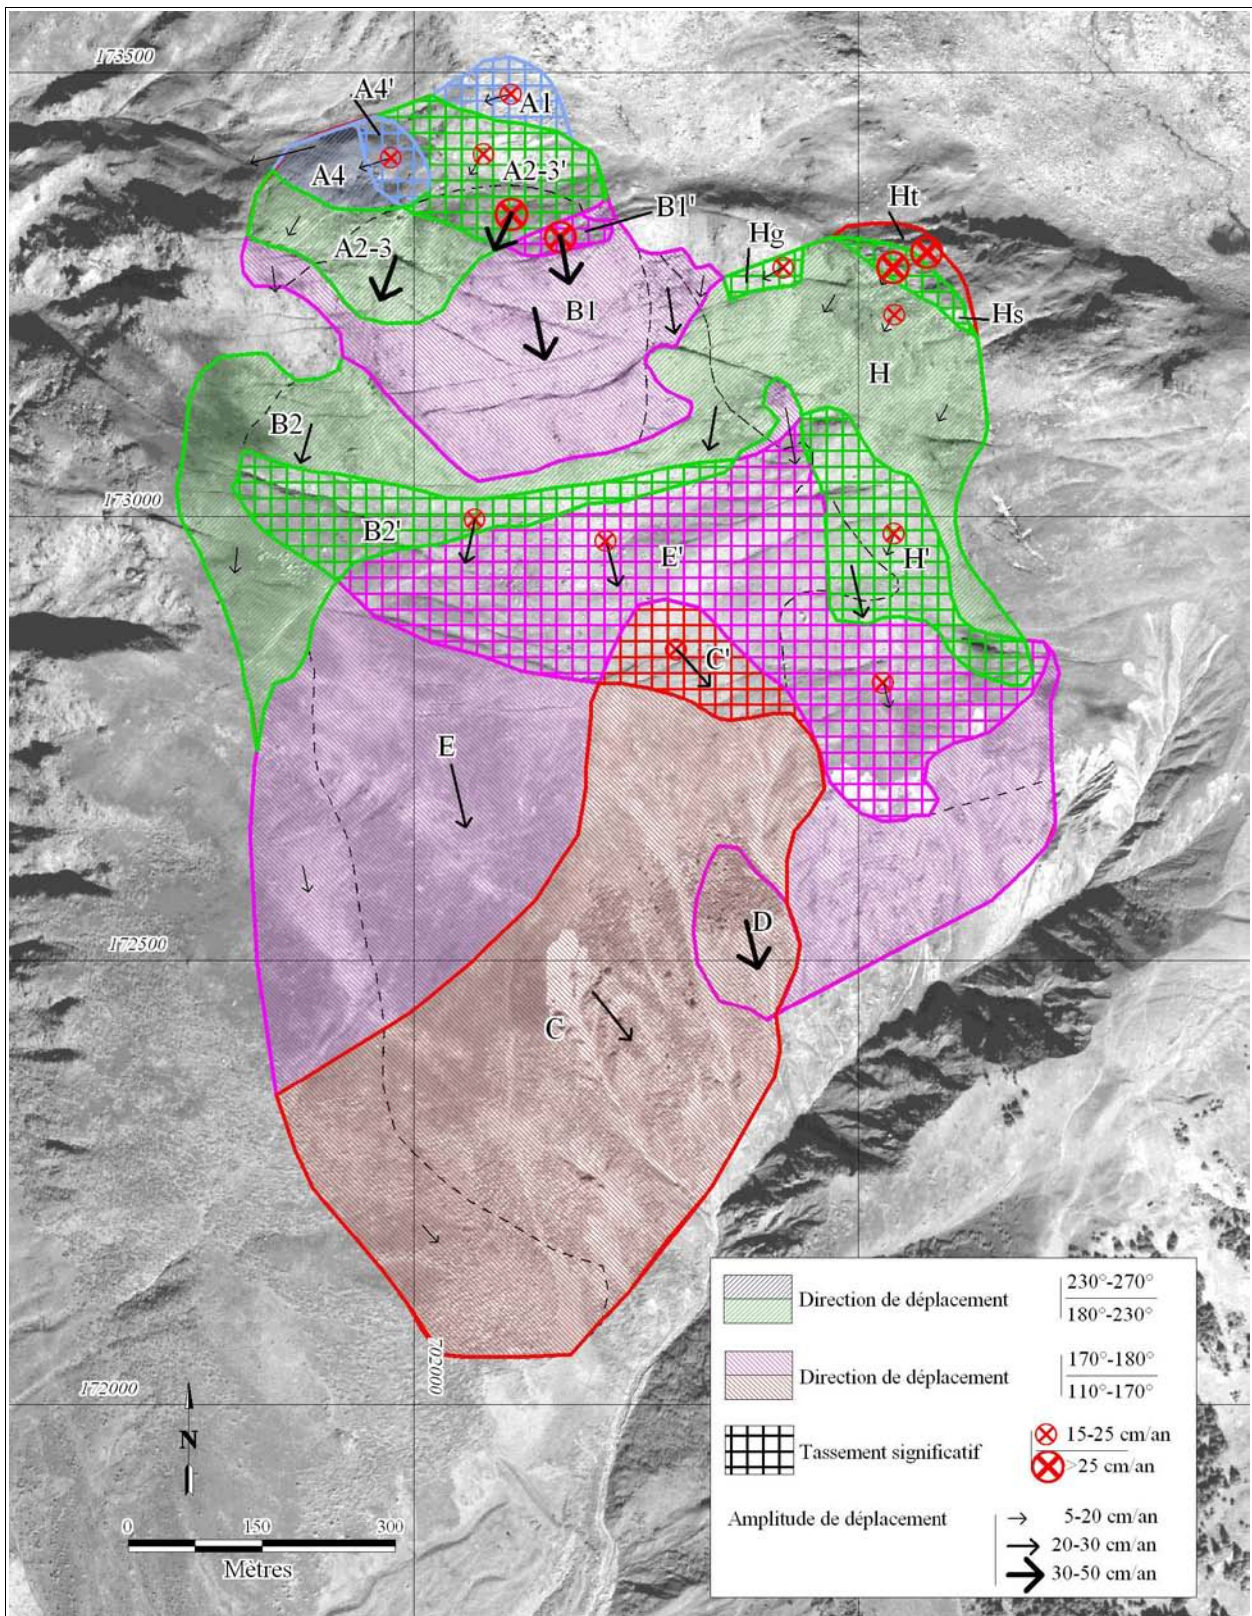 173500
A4'
A1
A4
A2-3'
B1'
Ht
Hg
A2-3
B1
Hs
H
B2
173000
B2'
E'
H'
C'
E
D
172500
C
702000
172000
N
0 150 300
Mètres
Direction de déplacement
230°-270°
180°-230°
Direction de déplacement
170°-180°
110°-170°
Tassement significatif
15-25 cm/an
>25 cm/an
Amplitude de déplacement
5-20 cm/an
20-30 cm/an
30-50 cm/an